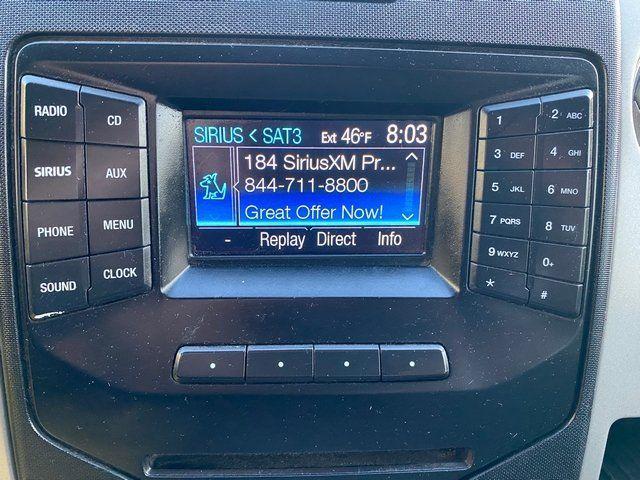 RADIO
CD
SIRIUS
AUX
PHONE
MENU
SOUND
CLOCK
SIRIUS < SAT3 Ext 46°F 8:03
184 SiriusXM Pr...
844-711-8800
Great Offer Now!
- Replay Direct Info
1
2 ABC
3 DEF
4 GHI
5 JKL
6 MNO
7 PQRS
8 TUV
9 WXYZ
0+
*
#